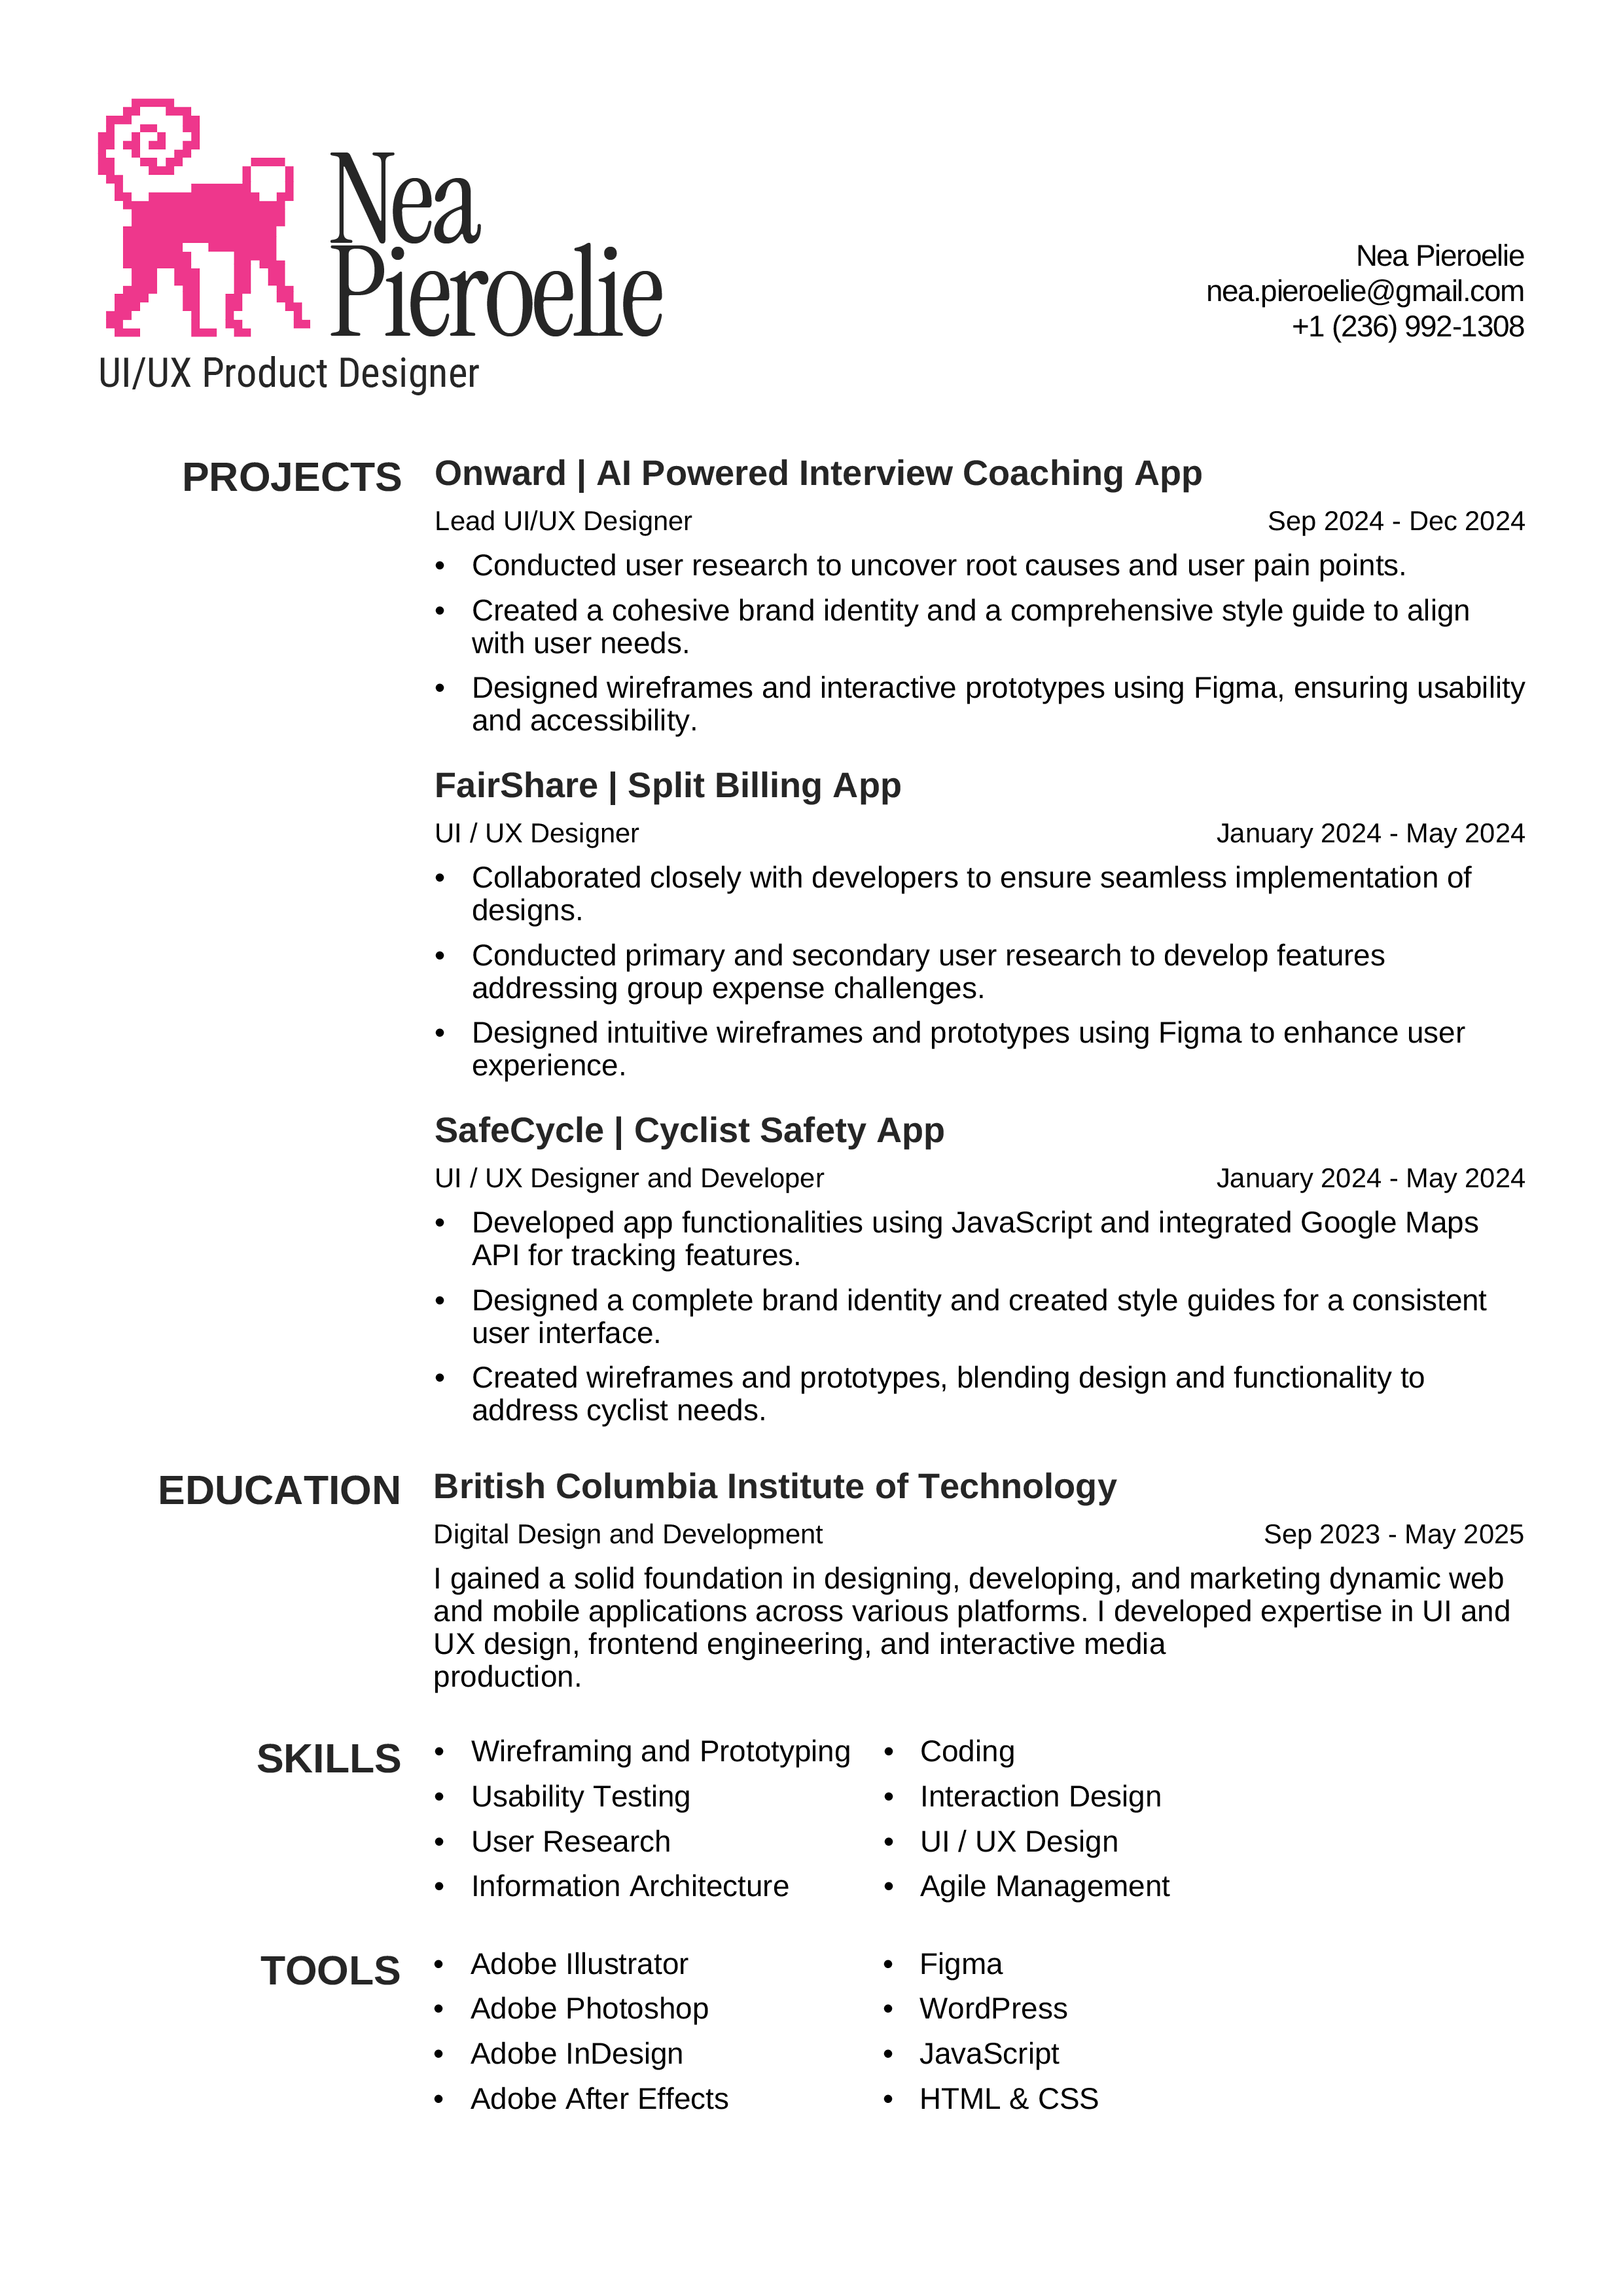 Nea
Pieroelie
UI/UX Product Designer
Nea Pieroelie
nea.pieroelie@gmail.com
+1 (236) 992-1308
PROJECTS
Onward | AI Powered Interview Coaching App
Lead UI/UX Designer Sep 2024 - Dec 2024
• Conducted user research to uncover root causes and user pain points.
• Created a cohesive brand identity and a comprehensive style guide to align
with user needs.
• Designed wireframes and interactive prototypes using Figma, ensuring usability
and accessibility.
FairShare | Split Billing App
UI / UX Designer January 2024 - May 2024
• Collaborated closely with developers to ensure seamless implementation of
designs.
• Conducted primary and secondary user research to develop features
addressing group expense challenges.
• Designed intuitive wireframes and prototypes using Figma to enhance user
experience.
SafeCycle | Cyclist Safety App
UI / UX Designer and Developer January 2024 - May 2024
• Developed app functionalities using JavaScript and integrated Google Maps
API for tracking features.
• Designed a complete brand identity and created style guides for a consistent
user interface.
• Created wireframes and prototypes, blending design and functionality to
address cyclist needs.
EDUCATION
British Columbia Institute of Technology
Digital Design and Development Sep 2023 - May 2025
I gained a solid foundation in designing, developing, and marketing dynamic web
and mobile applications across various platforms. I developed expertise in UI and
UX design, frontend engineering, and interactive media
production.
SKILLS
• Wireframing and Prototyping
• Usability Testing
• User Research
• Information Architecture
• Coding
• Interaction Design
• UI / UX Design
• Agile Management
TOOLS
• Adobe Illustrator
• Adobe Photoshop
• Adobe InDesign
• Adobe After Effects
• Figma
• WordPress
• JavaScript
• HTML & CSS